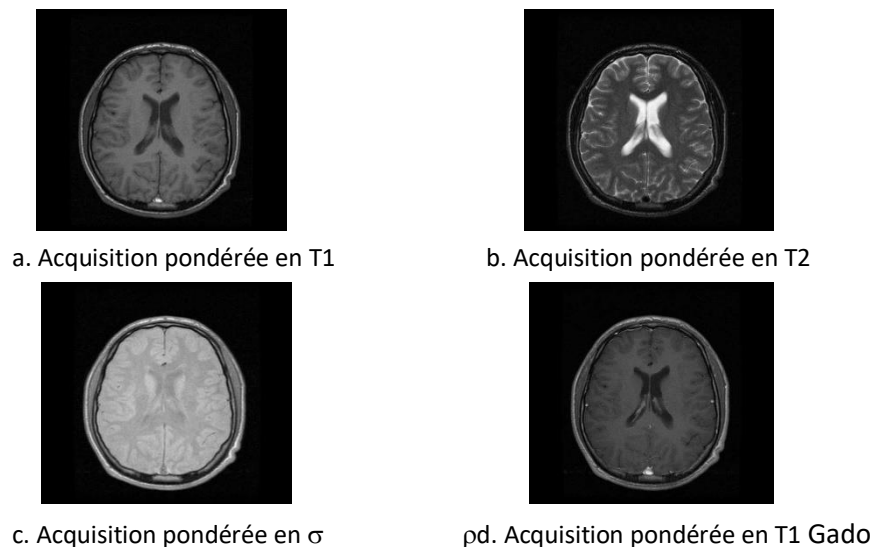 a. Acquisition pondérée en T1
b. Acquisition pondérée en T2
c. Acquisition pondérée en σ
ρd. Acquisition pondérée en T1 Gado